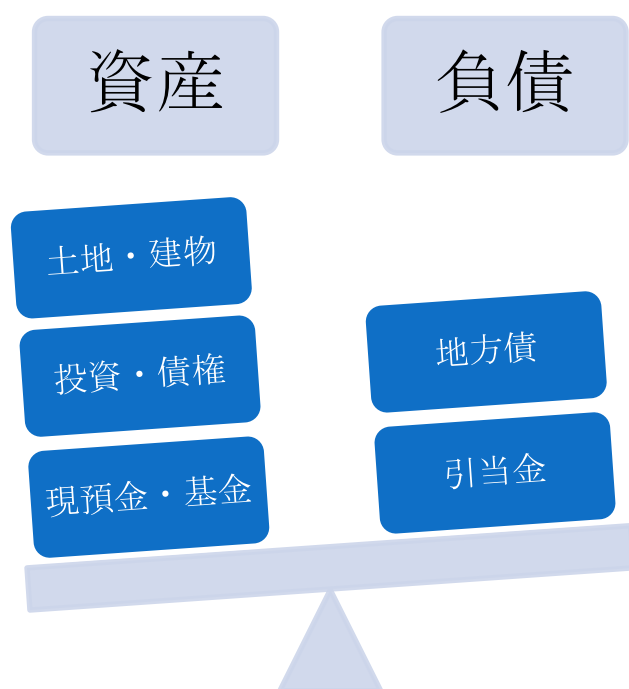 資産
負債
土地・建物
投資・債権
現預金・基金
地方債
引当金